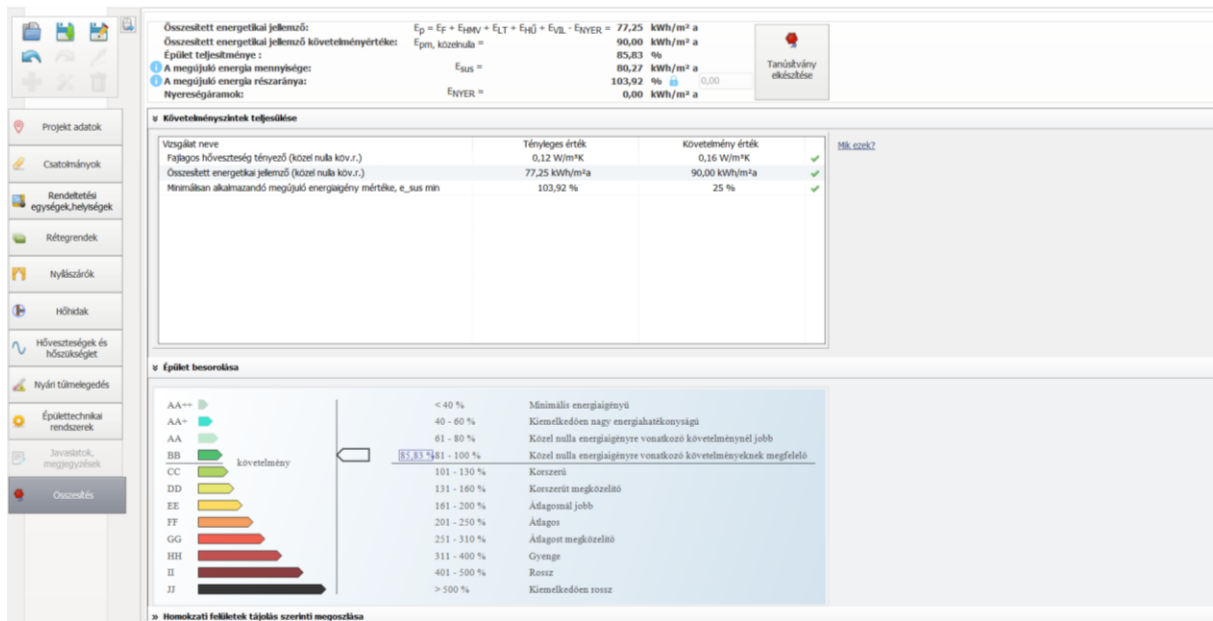 Összesített energetikai jellemző: Ep = EF + EHMV + ELT + EHŰ + EVIL - ENYER = 77,25 kWh/m² a
Összesített energetikai jellemző követelményértéke: Epm, közelnulla = 90,00 kWh/m² a
Épület teljesítménye : 85,83 %
A megújuló energia mennyisége: Esus = 80,27 kWh/m² a
A megújuló energia részaránya: 103,92 % 0,00
Nyereségáramok: ENYER = 0,00 kWh/m² a
Tanúsítvány
elkészítése
Projekt adatok
Csatolmányok
Rendeltetési
egységek,helyiségek
Rétegrendek
Nyílászárók
Hőhidak
Hőveszteségek és
hőszükséglet
Nyári túlmelegedés
Épülettechnikai
rendszerek
Javaslatok,
megjegyzések
Összesítés
Követelményszintek teljesülése
Vizsgálat neve Tényleges érték Követelmény érték
Fajlagos hőveszteség tényező (közel nulla köv.r.) 0,12 W/m³K 0,16 W/m³K
Összesített energetikai jellemző (közel nulla köv.r.) 77,25 kWh/m²a 90,00 kWh/m²a
Minimálisan alkalmazandó megújuló energiaigény mértéke, e_sus min 103,92 % 25 %
Mik ezek?
Épület besorolása
AA++ < 40 % Minimális energiaigényű
AA+ 40 - 60 % Kiemelkedően nagy energiahatékonyságú
AA 61 - 80 % Közel nulla energiaigényre vonatkozó követelménynél jobb
BB 85,83 % 81 - 100 % Közel nulla energiaigényre vonatkozó követelményeknek megfelelő
követelmény
CC 101 - 130 % Korszerű
DD 131 - 160 % Korszerűt megközelítő
EE 161 - 200 % Átlagosnál jobb
FF 201 - 250 % Átlagos
GG 251 - 310 % Átlagost megközelítő
HH 311 - 400 % Gyenge
II 401 - 500 % Rossz
JJ > 500 % Kiemelkedően rossz
Homokzati felületek tájolás szerinti megoszlása